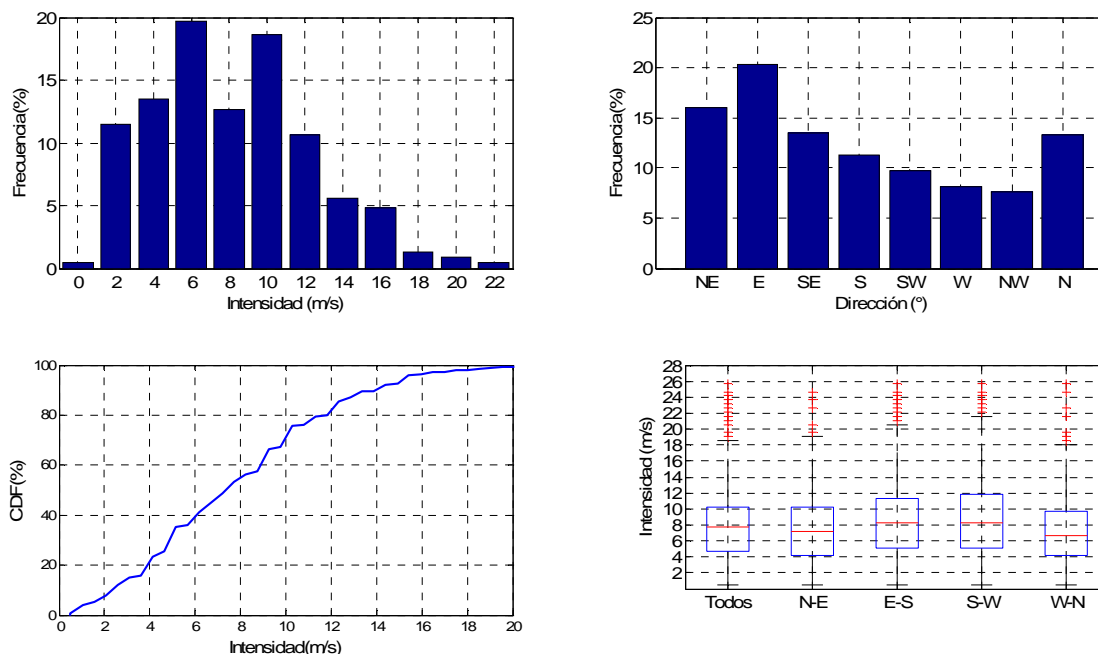 20
15
10
5
0
Frecuencia(%)
0 2 4 6 8 10 12 14 16 18 20 22
Intensidad (m/s)
25
20
15
10
5
0
Frecuencia(%)
NE E SE S SW W NW N
Dirección (°)
100
80
60
40
20
0
CDF(%)
0 2 4 6 8 10 12 14 16 18 20
Intensidad(m/s)
28
26
24
22
20
18
16
14
12
10
8
6
4
2
Intensidad (m/s)
Todos N-E E-S S-W W-N